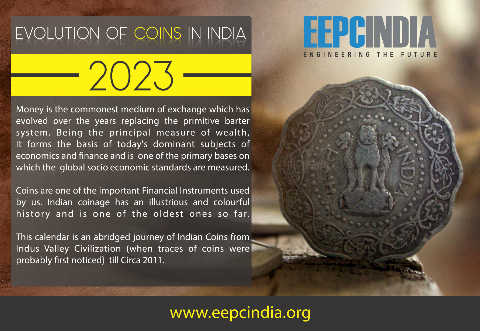 EVOLUTION OF COINS IN INDIA
2023
Money is the commonest medium of exchange which has
evolved over the years replacing the primitive barter
system. Being the principal measure of wealth,
It forms the basis of today's dominant subjects of
economics and finance and is one of the primary bases on
which the global socio economic standards are measured.
Coins are one of the important Financial Instruments used
by us. Indian coinage has an illustrious and colourful
history and is one of the oldest ones so far.
This calendar is an abridged journey of Indian Coins from
Indus Valley Civilization (when traces of coins were
probably first noticed) till Circa 2011.
EEPCINDIA
ENGINEERING THE FUTURE
www.eepcindia.org